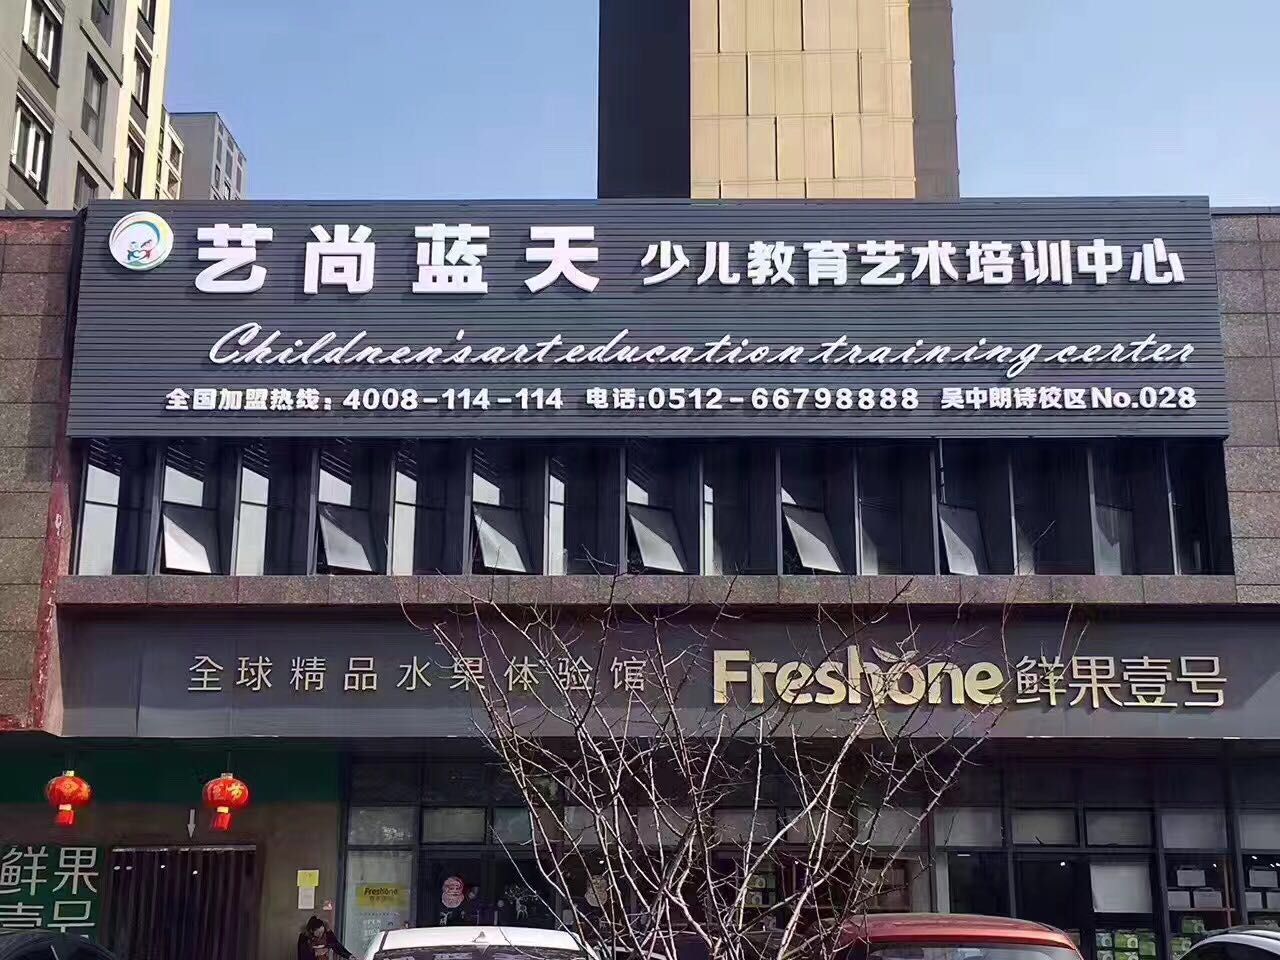 艺尚蓝天 少儿教育艺术培训中心
Childnen'sarteducationtrainingcerter
全国加盟热线：4008-114-114 电话:0512-66798888 吴中朗诗校区No.028
全球精品水果体验馆 Freshone鲜果壹号
鲜果
壹号
Freshone